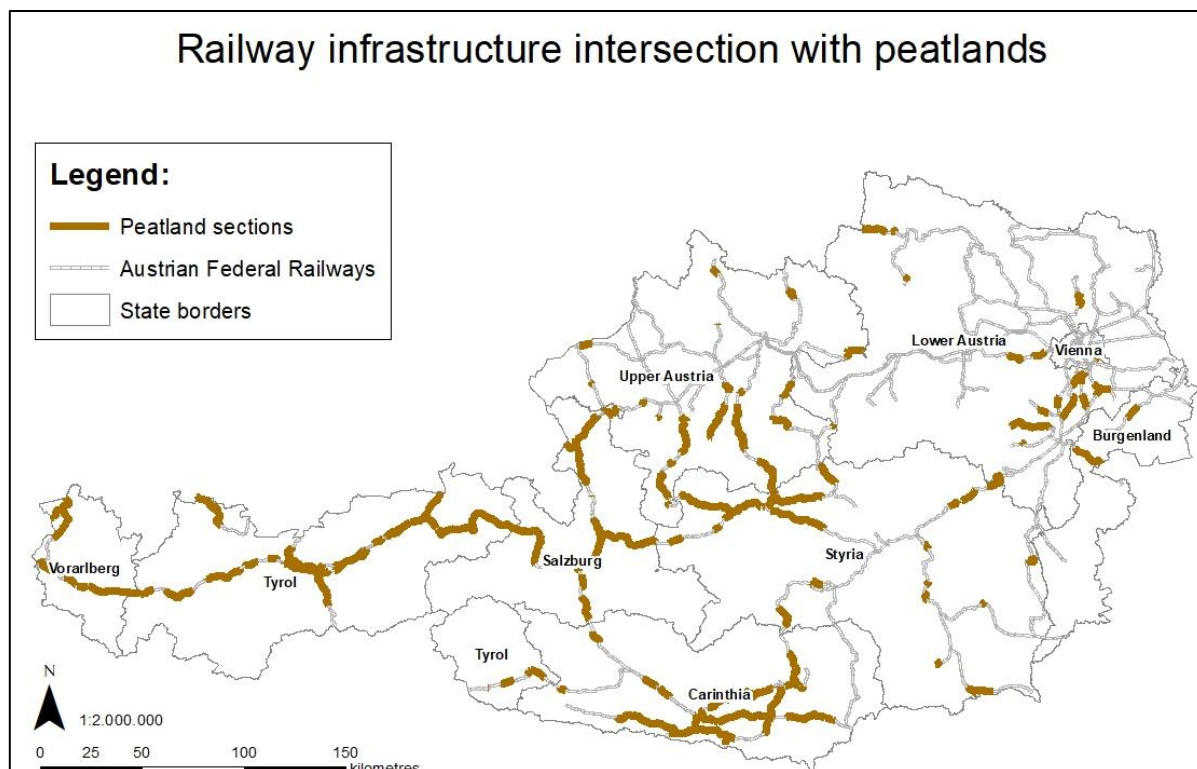 Railway infrastructure intersection with peatlands
Legend:
Peatland sections
Austrian Federal Railways
State borders
Lower Austria
Vienna
Upper Austria
Burgenland
Styria
Salzburg
Vorarlberg
Tyrol
Tyrol
Carinthia
N
1:2.000.000
0 25 50 100 150
kilometres